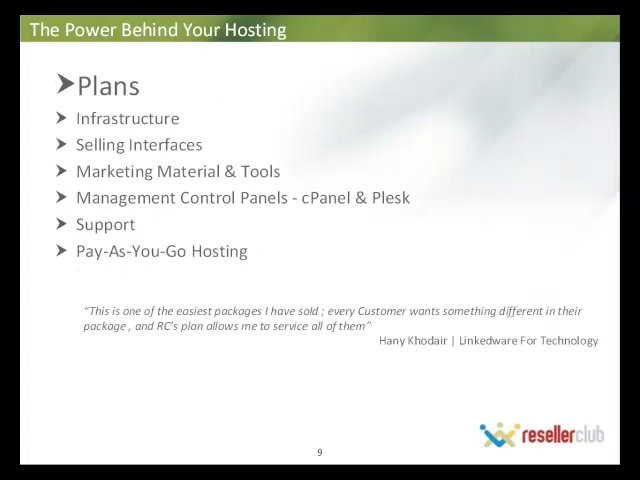 The Power Behind Your Hosting
Plans
Infrastructure
Selling Interfaces
Marketing Material & Tools
Management Control Panels - cPanel & Plesk
Support
Pay-As-You-Go Hosting
“This is one of the easiest packages I have sold ; every Customer wants something different in their
package , and RC’s plan allows me to service all of them”
Hany Khodair | Linkedware For Technology
resellerclub
9